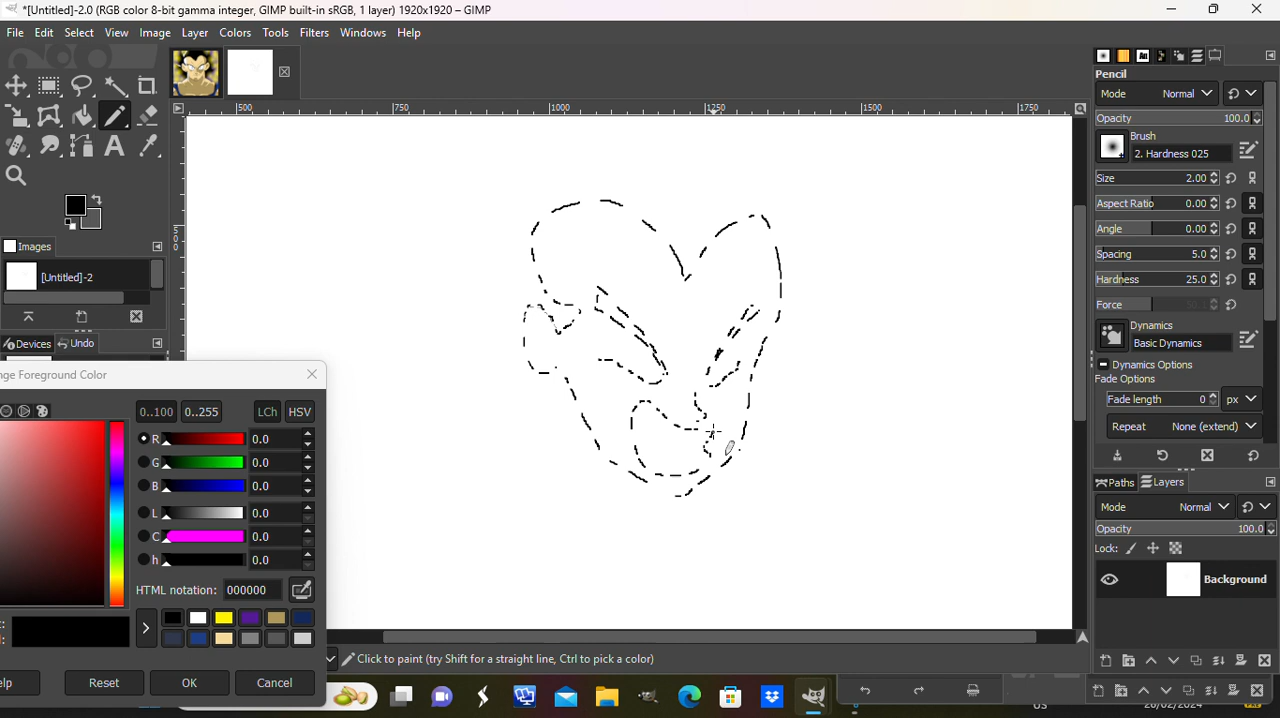 *[Untitled]-2.0 (RGB color 8-bit gamma integer, GIMP built-in sRGB, 1 layer) 1920x1920 – GIMP
File Edit Select View Image Layer Colors Tools Filters Windows Help
500 750 1000 1250 1500 1750
500
Pencil
Mode Normal
Opacity 100.0
Brush
2. Hardness 025
Size 2.00
Aspect Ratio 0.00
Angle 0.00
Spacing 5.0
Hardness 25.0
Force
Dynamics
Basic Dynamics
Dynamics Options
Fade Options
Fade length 0 px
Repeat None (extend)
Images
[Untitled]-2
Devices Undo
nge Foreground Color
0..100 0..255 LCh HSV
R 0.0
G 0.0
B 0.0
L 0.0
C 0.0
h 0.0
HTML notation: 000000
elp Reset OK Cancel
Paths Layers
Mode Normal
Opacity 100.0
Lock:
Background
Click to paint (try Shift for a straight line, Ctrl to pick a color)
US
26/02/2024